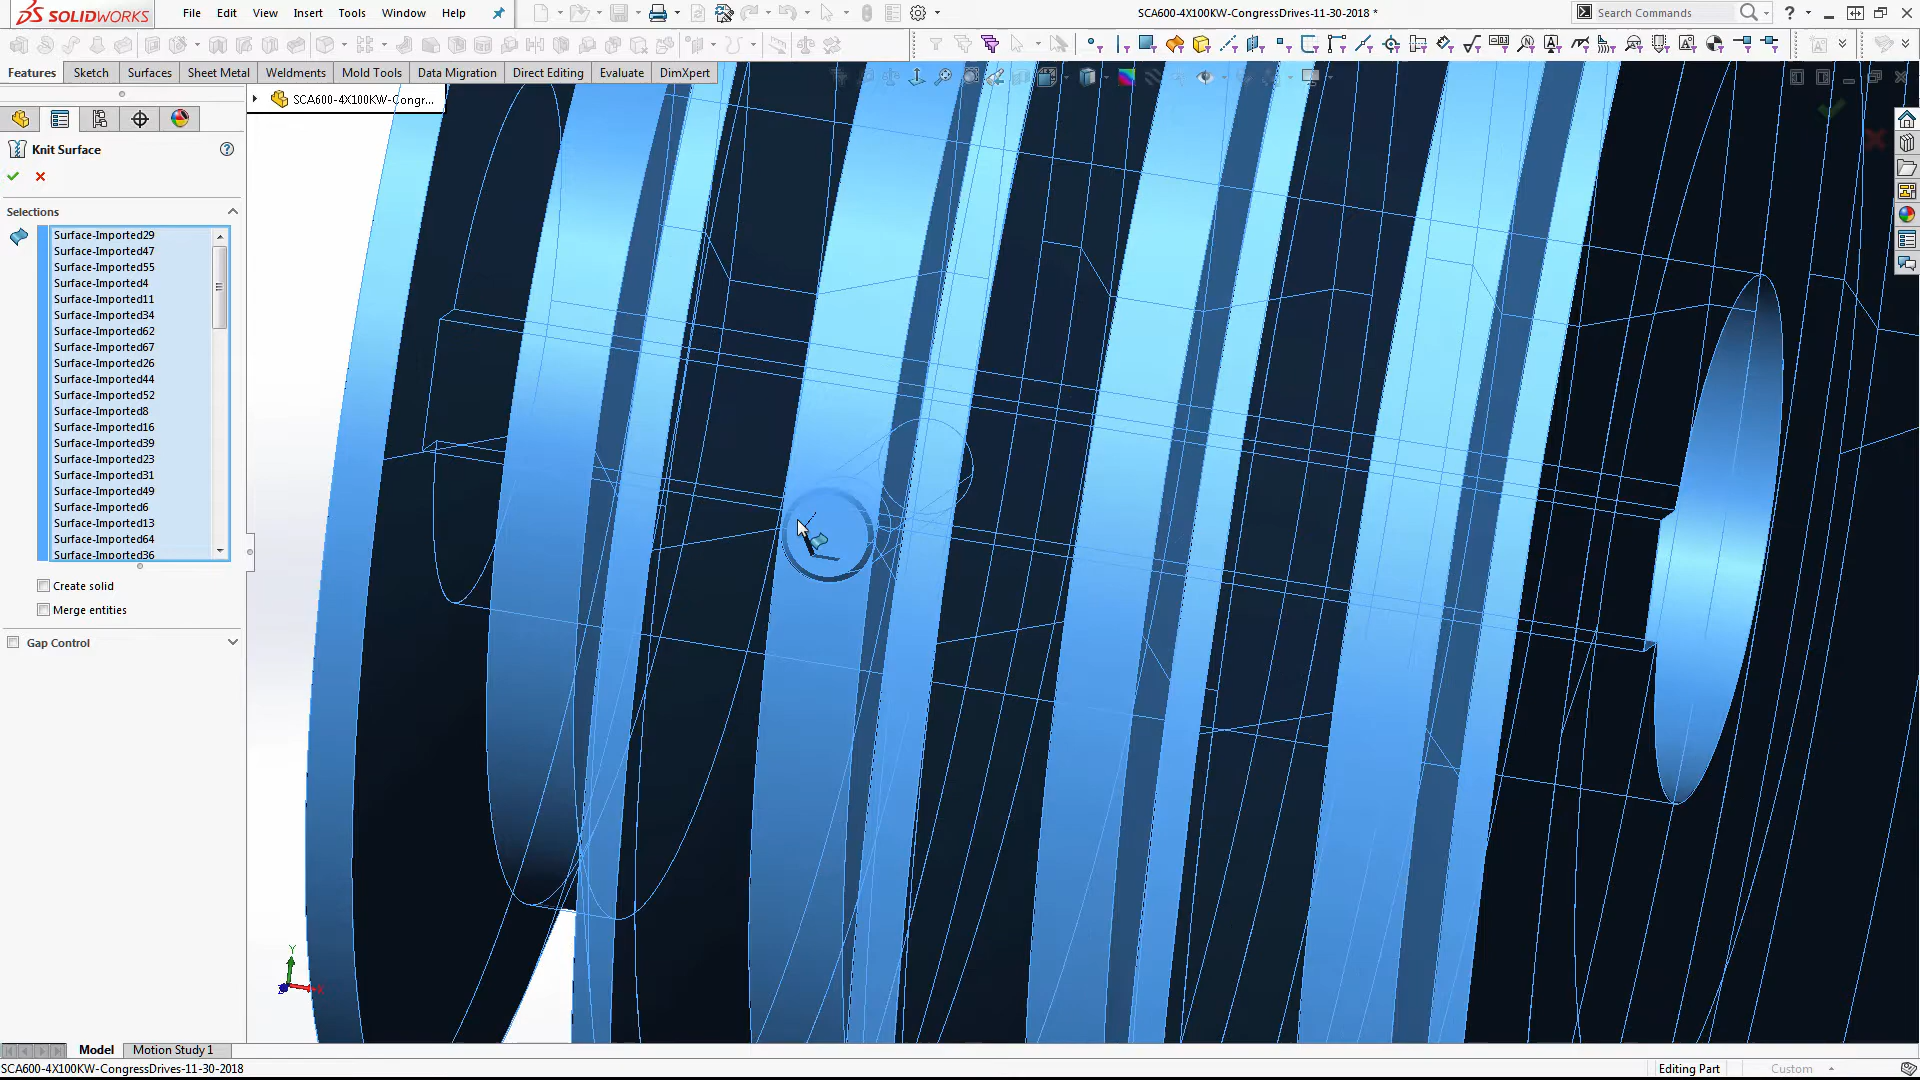 SOLIDWORKS File Edit View Insert Tools Window Help SCA600-4X100KW-CongressDrives-11-30-2018 * Search Commands ?
Features Sketch Surfaces Sheet Metal Weldments Mold Tools Data Migration Direct Editing Evaluate DimXpert
SCA600-4X100KW-Congr...
Knit Surface ?
Selections
Surface-Imported29
Surface-Imported47
Surface-Imported55
Surface-Imported4
Surface-Imported11
Surface-Imported34
Surface-Imported62
Surface-Imported67
Surface-Imported26
Surface-Imported44
Surface-Imported52
Surface-Imported8
Surface-Imported16
Surface-Imported39
Surface-Imported23
Surface-Imported31
Surface-Imported49
Surface-Imported6
Surface-Imported13
Surface-Imported64
Surface-Imported36
Create solid
Merge entities
Gap Control
Y
X
Z
Model Motion Study 1
SCA600-4X100KW-CongressDrives-11-30-2018 Editing Part Custom